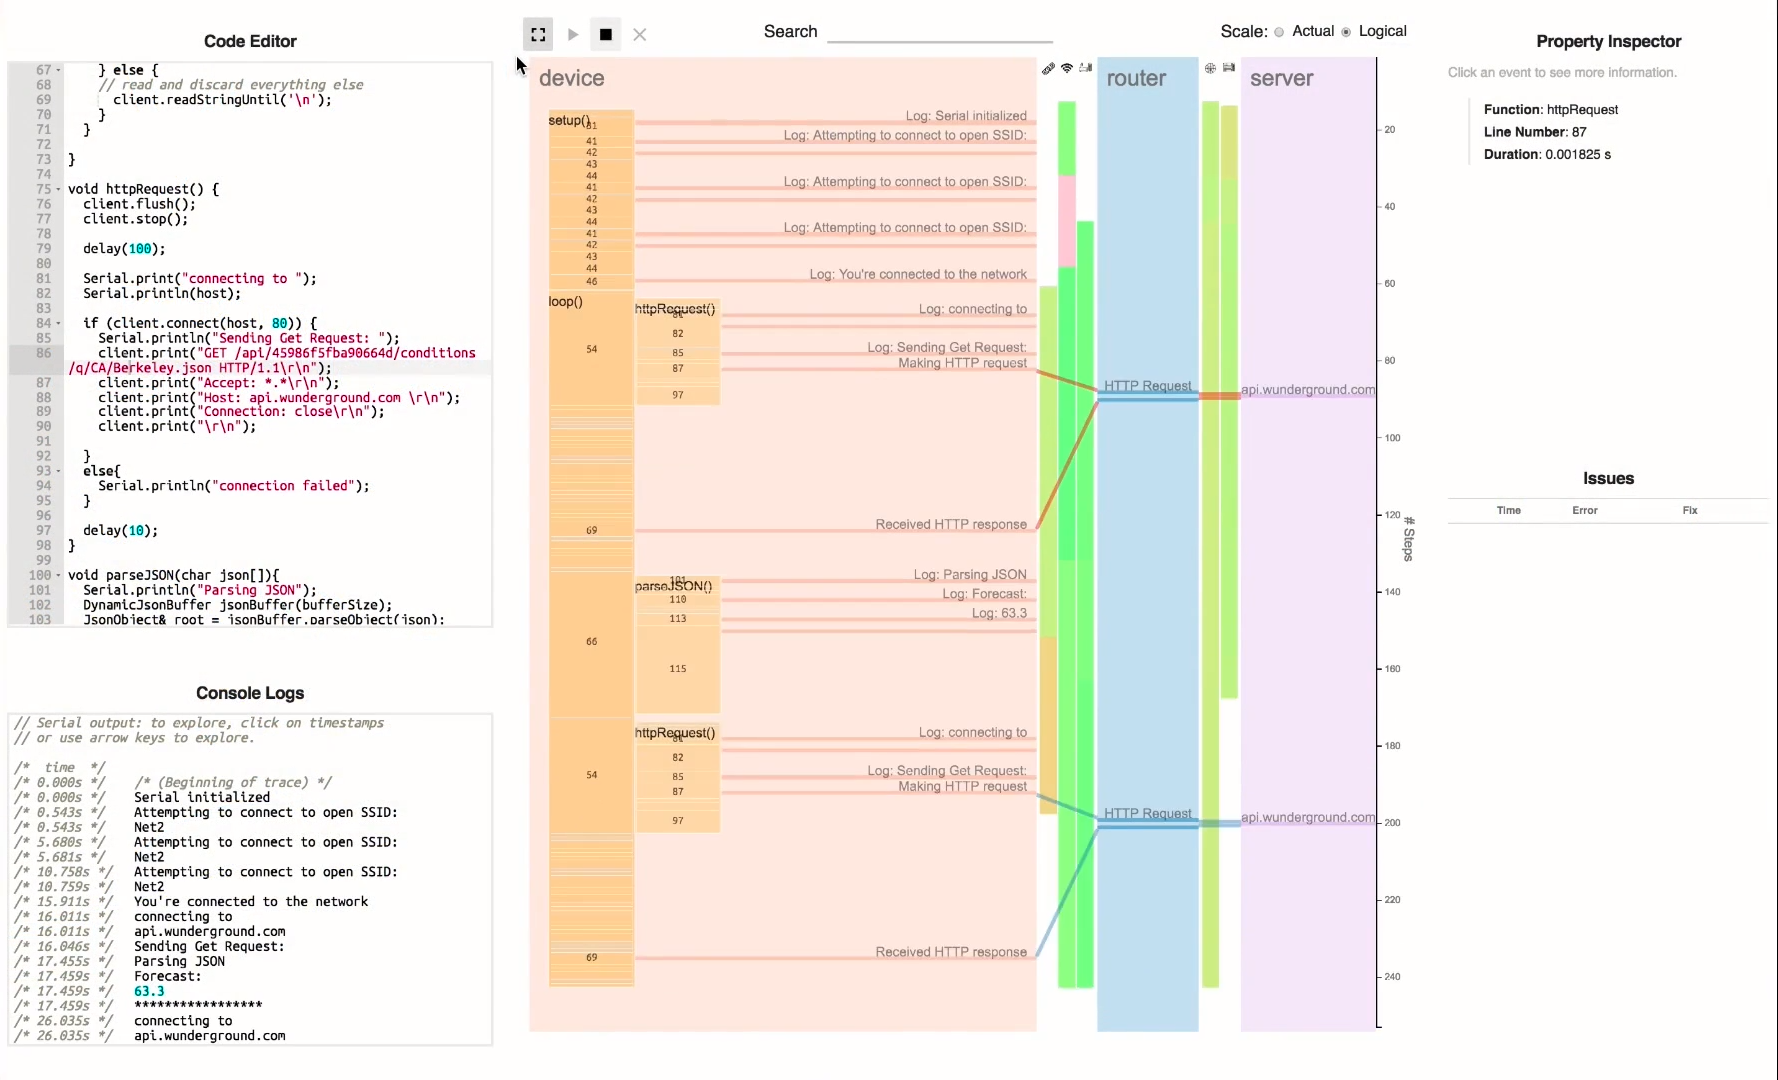 Code Editor
67 } else {
68 // read and discard everything else
69 client.readStringUntil('\n');
70 }
71 }
72
73 }
74
75 void httpRequest() {
76 client.flush();
77 client.stop();
78
79 delay(100);
80
81 Serial.print("connecting to ");
82 Serial.println(host);
83
84 if (client.connect(host, 80)) {
85 Serial.println("Sending Get Request: ");
86 client.print("GET /api/45986f5fba90664d/conditions
/q/CA/Berkeley.json HTTP/1.1\r\n");
87 client.print("Accept: *.*\r\n");
88 client.print("Host: api.wunderground.com \r\n");
89 client.print("Connection: close\r\n");
90 client.print("\r\n");
91
92 }
93 else{
94 Serial.println("connection failed");
95 }
96
97 delay(10);
98 }
99
100 void parseJSON(char json[]){
101 Serial.println("Parsing JSON");
102 DynamicJsonBuffer jsonBuffer(bufferSize);
103 JsonObject& root = jsonBuffer.parseObject(json);
Console Logs
// Serial output: to explore, click on timestamps
// or use arrow keys to explore.
/* time */
/* 0.000s */ /* (Beginning of trace) */
/* 0.000s */ Serial initialized
/* 0.543s */ Attempting to connect to open SSID:
/* 0.543s */ Net2
/* 5.680s */ Attempting to connect to open SSID:
/* 5.681s */ Net2
/* 10.758s */ Attempting to connect to open SSID:
/* 10.759s */ Net2
/* 15.911s */ You're connected to the network
/* 16.011s */ connecting to
/* 16.011s */ api.wunderground.com
/* 16.046s */ Sending Get Request:
/* 17.455s */ Parsing JSON
/* 17.459s */ Forecast:
/* 17.459s */ 63.3
/* 17.459s */ *****************
/* 26.035s */ connecting to
/* 26.035s */ api.wunderground.com
Search
Scale: Actual Logical
device
router
server
setup()
31
Log: Serial initialized
41
Log: Attempting to connect to open SSID:
42
43
44
41
Log: Attempting to connect to open SSID:
42
43
44
41
Log: Attempting to connect to open SSID:
42
43
44
46
Log: You're connected to the network
loop()
httpRequest()
81
Log: connecting to
82
54
85
Log: Sending Get Request:
87
Making HTTP request
97
HTTP Request
api.wunderground.com
69
Received HTTP response
101
parseJSON()
Log: Parsing JSON
110
Log: Forecast:
113
Log: 63.3
66
115
httpRequest()
81
Log: connecting to
82
54
85
Log: Sending Get Request:
87
Making HTTP request
97
HTTP Request
api.wunderground.com
69
Received HTTP response
20
40
60
80
100
120
140
160
180
200
220
240
# Steps
Property Inspector
Click an event to see more information.
Function: httpRequest
Line Number: 87
Duration: 0.001825 s
Issues
Time Error Fix